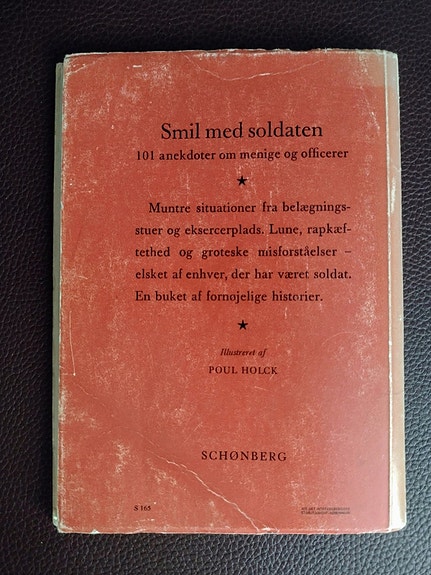 Smil med soldaten
101 anekdoter om menige og officerer
★
Muntre situationer fra belægnings-
stuer og eksercerplads. Lune, rapkæf-
tethed og groteske misforståelser –
elsket af enhver, der har været soldat.
En buket af fornøjelige historier.
★
Illustreret af
POUL HOLCK
SCHØNBERG
S 165